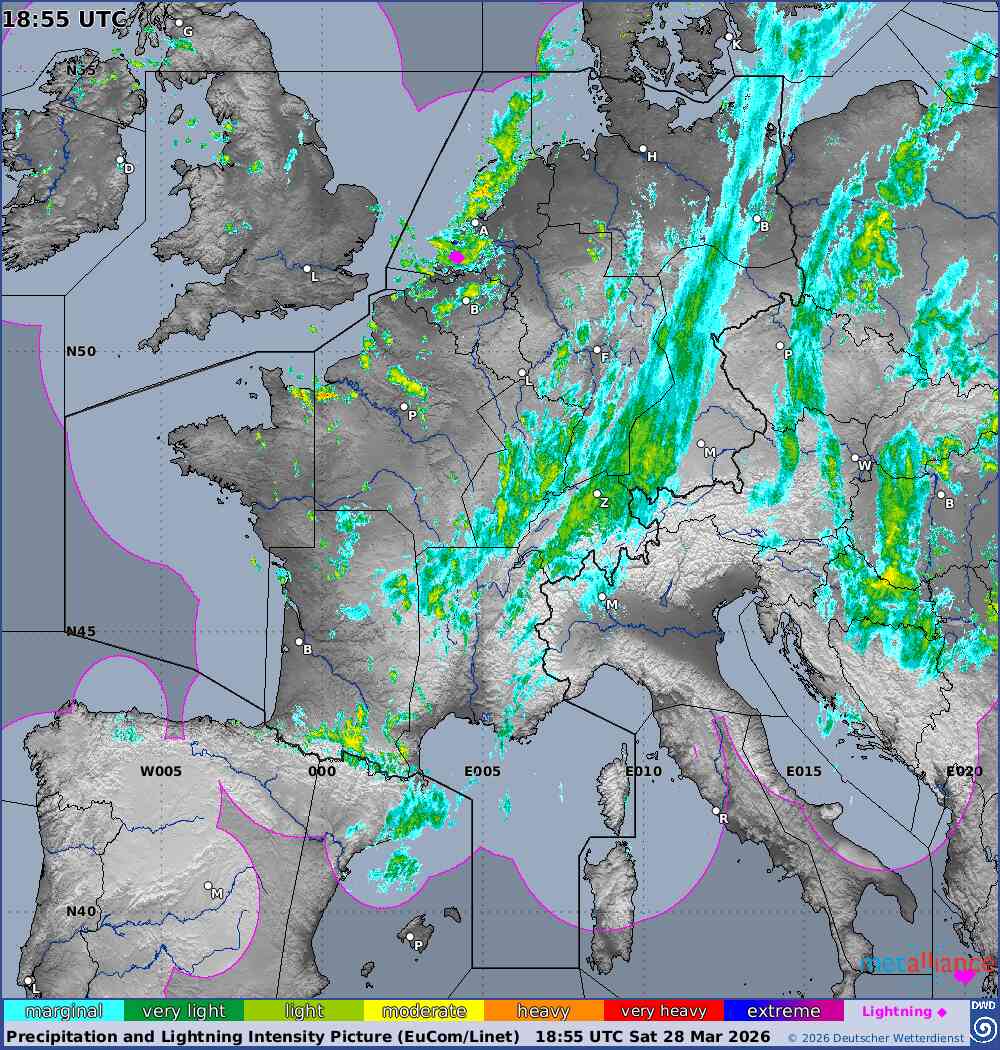 18:55 UTC
G
K
N55
H
D
A
B
L
B
N50
P
F
L
P
M
W
Z
B
M
N45
B
W005
000
E005
E010
E015
E020
R
M
N40
P
metalliance
L
marginal very light light moderate heavy very heavy extreme Lightning ◆
DWD
Precipitation and Lightning Intensity Picture (EuCom/Linet) 18:55 UTC Sat 28 Mar 2026 © 2026 Deutscher Wetterdienst